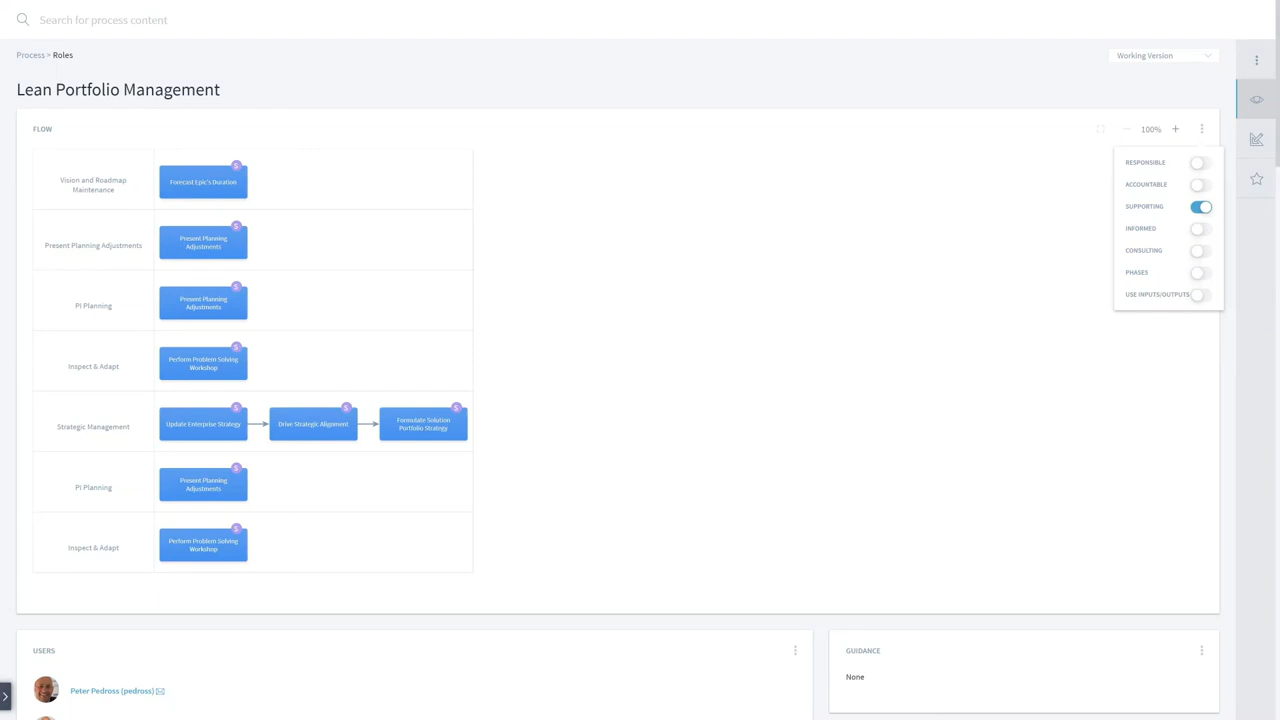 Search for process content
Process > Roles
Working Version
Lean Portfolio Management
FLOW
100%
RESPONSIBLE
ACCOUNTABLE
SUPPORTING
INFORMED
CONSULTING
PHASES
USE INPUTS/OUTPUTS
Vision and Roadmap
Maintenance
S
Forecast Epic's Duration
Present Planning Adjustments
S
Present Planning
Adjustments
PI Planning
S
Present Planning
Adjustments
Inspect & Adapt
S
Perform Problem Solving
Workshop
Strategic Management
S
Update Enterprise Strategy
S
Drive Strategic Alignment
S
Formulate Solution
Portfolio Strategy
PI Planning
S
Present Planning
Adjustments
Inspect & Adapt
S
Perform Problem Solving
Workshop
USERS
Peter Pedross (pedross)
GUIDANCE
None